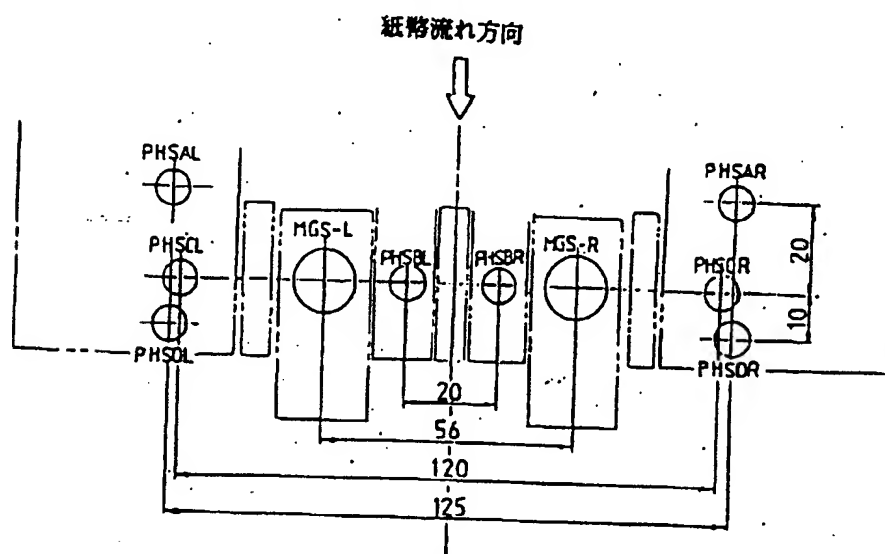 紙幣流れ方向
PHSAL
PHSAR
MGS-L
PHSBL
PHSBR
MGS-R
PHSCL
PHSCR
20
10
PHSDL
PHSDR
20
56
120
125